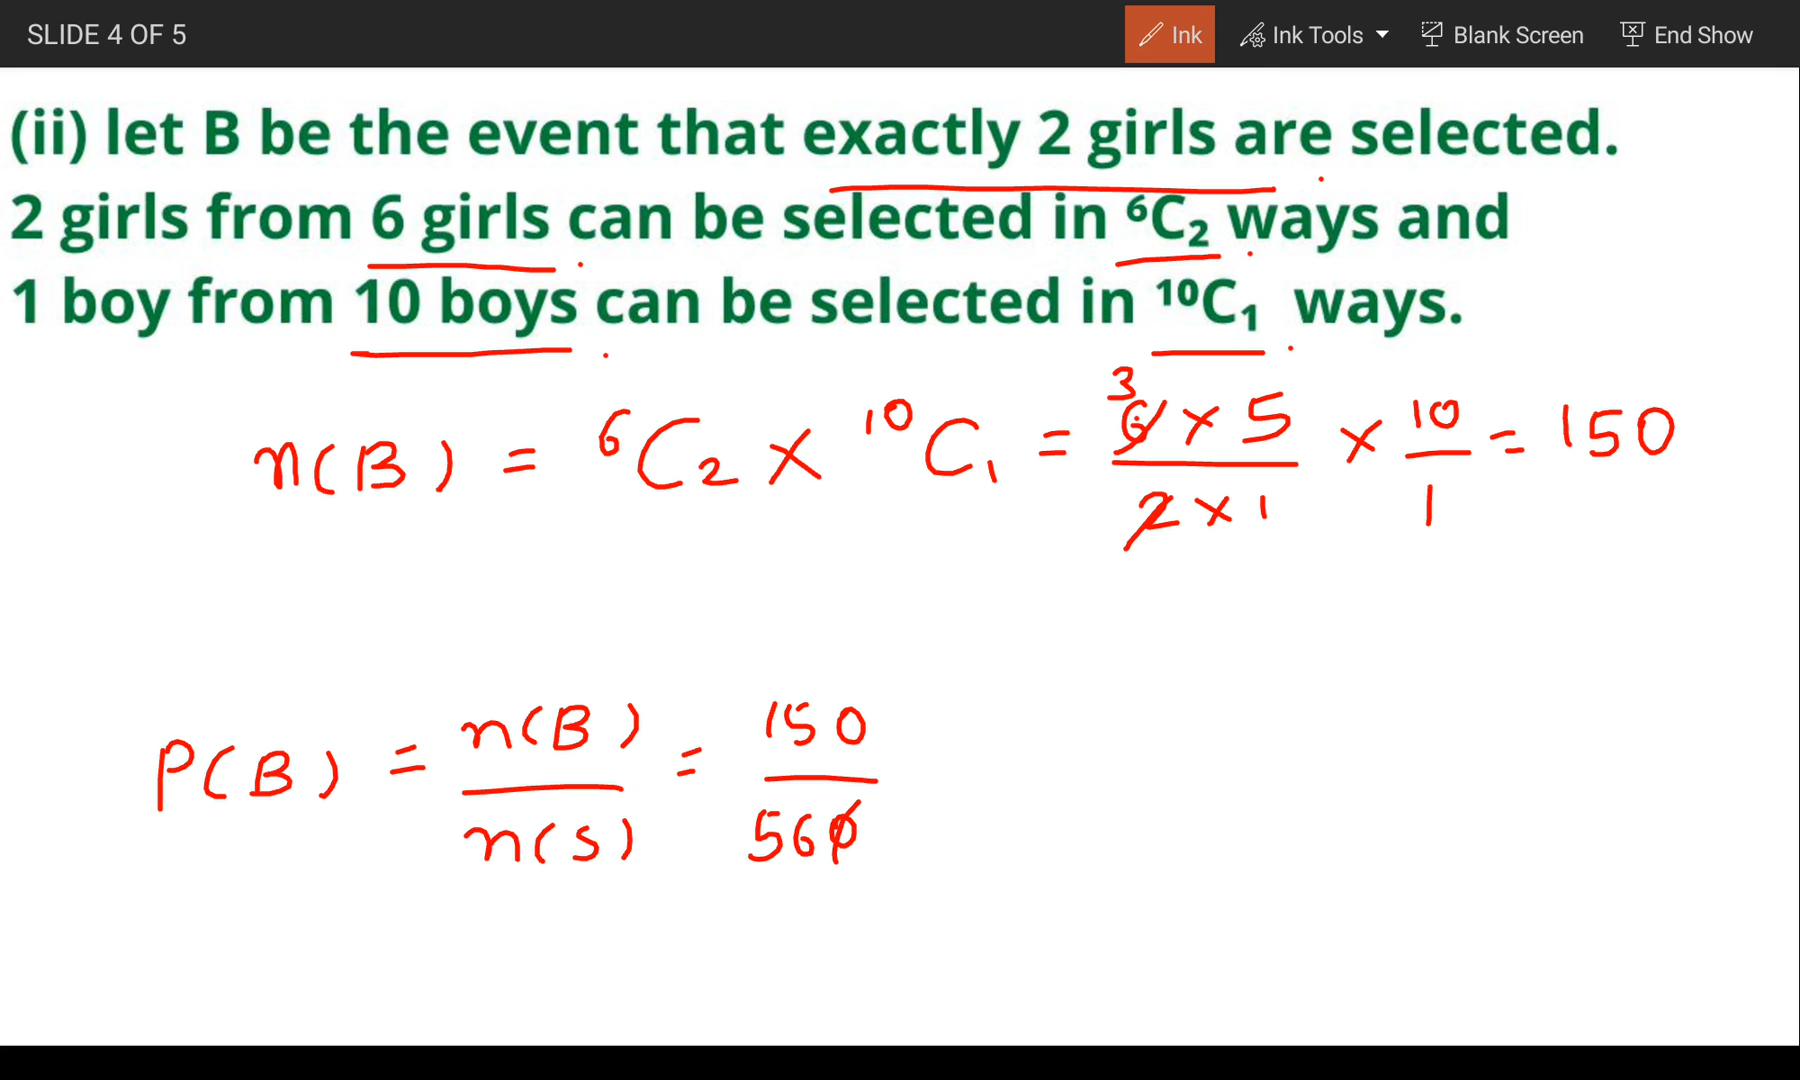 SLIDE 4 OF 5 Ink Ink Tools Blank Screen End Show
(ii) let B be the event that exactly 2 girls are selected.
2 girls from 6 girls can be selected in ⁶C₂ ways and
1 boy from 10 boys can be selected in ¹⁰C₁ ways.
3
n(B) = ⁶C₂ × ¹⁰C₁ = 6 × 5 / 2 × 1 × 10 / 1 = 150
P(B) = n(B) / n(S) = 150 / 560